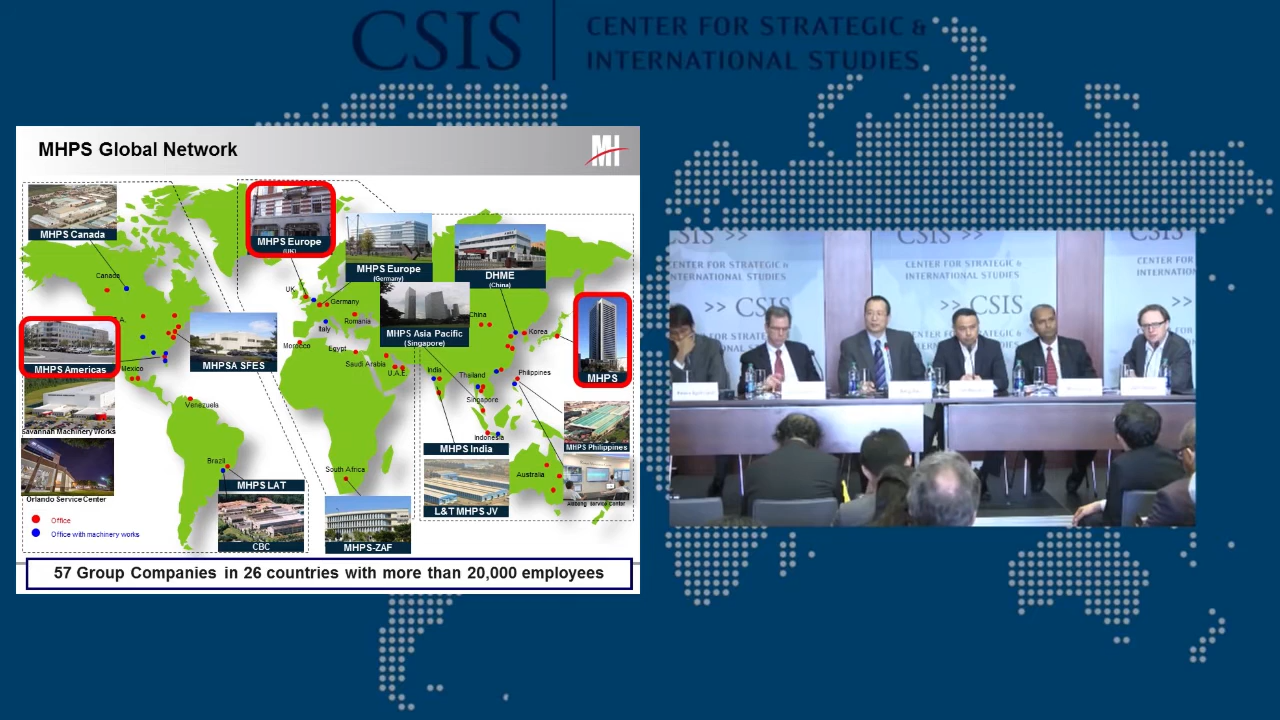 CSIS
CENTER FOR STRATEGIC &
INTERNATIONAL STUDIES
MHPS Global Network
MHPS Canada
MHPS Europe
(UK)
MHPS Europe
(Germany)
DHME
(China)
MHPS Asia Pacific
(Singapore)
MHPS
MHPS Americas
MHPSA SFES
Savannah Machinery Works
Orlando Service Center
Canada
Mexico
Venezuela
Brazil
UK
Germany
Italy
Romania
Morocco
Egypt
Saudi Arabia
U.A.E.
South Africa
China
Korea
India
Thailand
Philippines
Singapore
Indonesia
Australia
MHPS India
L&T MHPS JV
MHPS Philippines
MHPS LAT
CBC
MHPS-ZAF
Office
Office with machinery works
57 Group Companies in 26 countries with more than 20,000 employees
CSIS >>
CSIS >>
CSIS >>
CENTER FOR STRATEGIC &
INTERNATIONAL STUDIES
CENTER FOR STRATEGIC &
INTERNATIONAL STUDIES
>> CSIS
>> CSIS